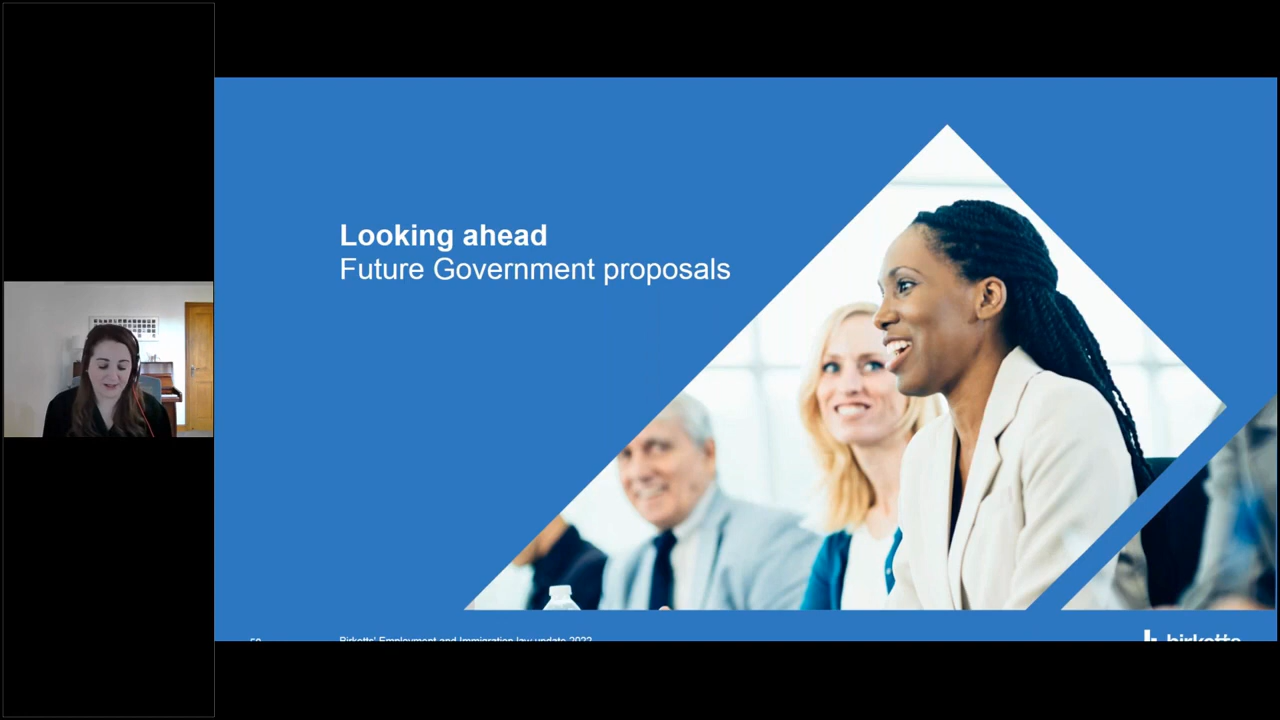 Looking ahead
Future Government proposals
Birketts' Employment and Immigration law update 2022
birketts